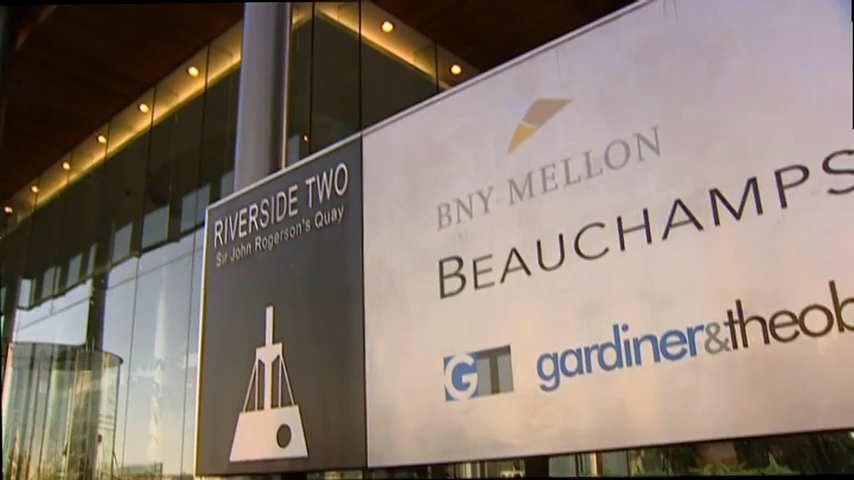 RIVERSIDE TWO
Sir John Rogerson's Quay
BNY MELLON
BEAUCHAMPS
GT gardiner&theob